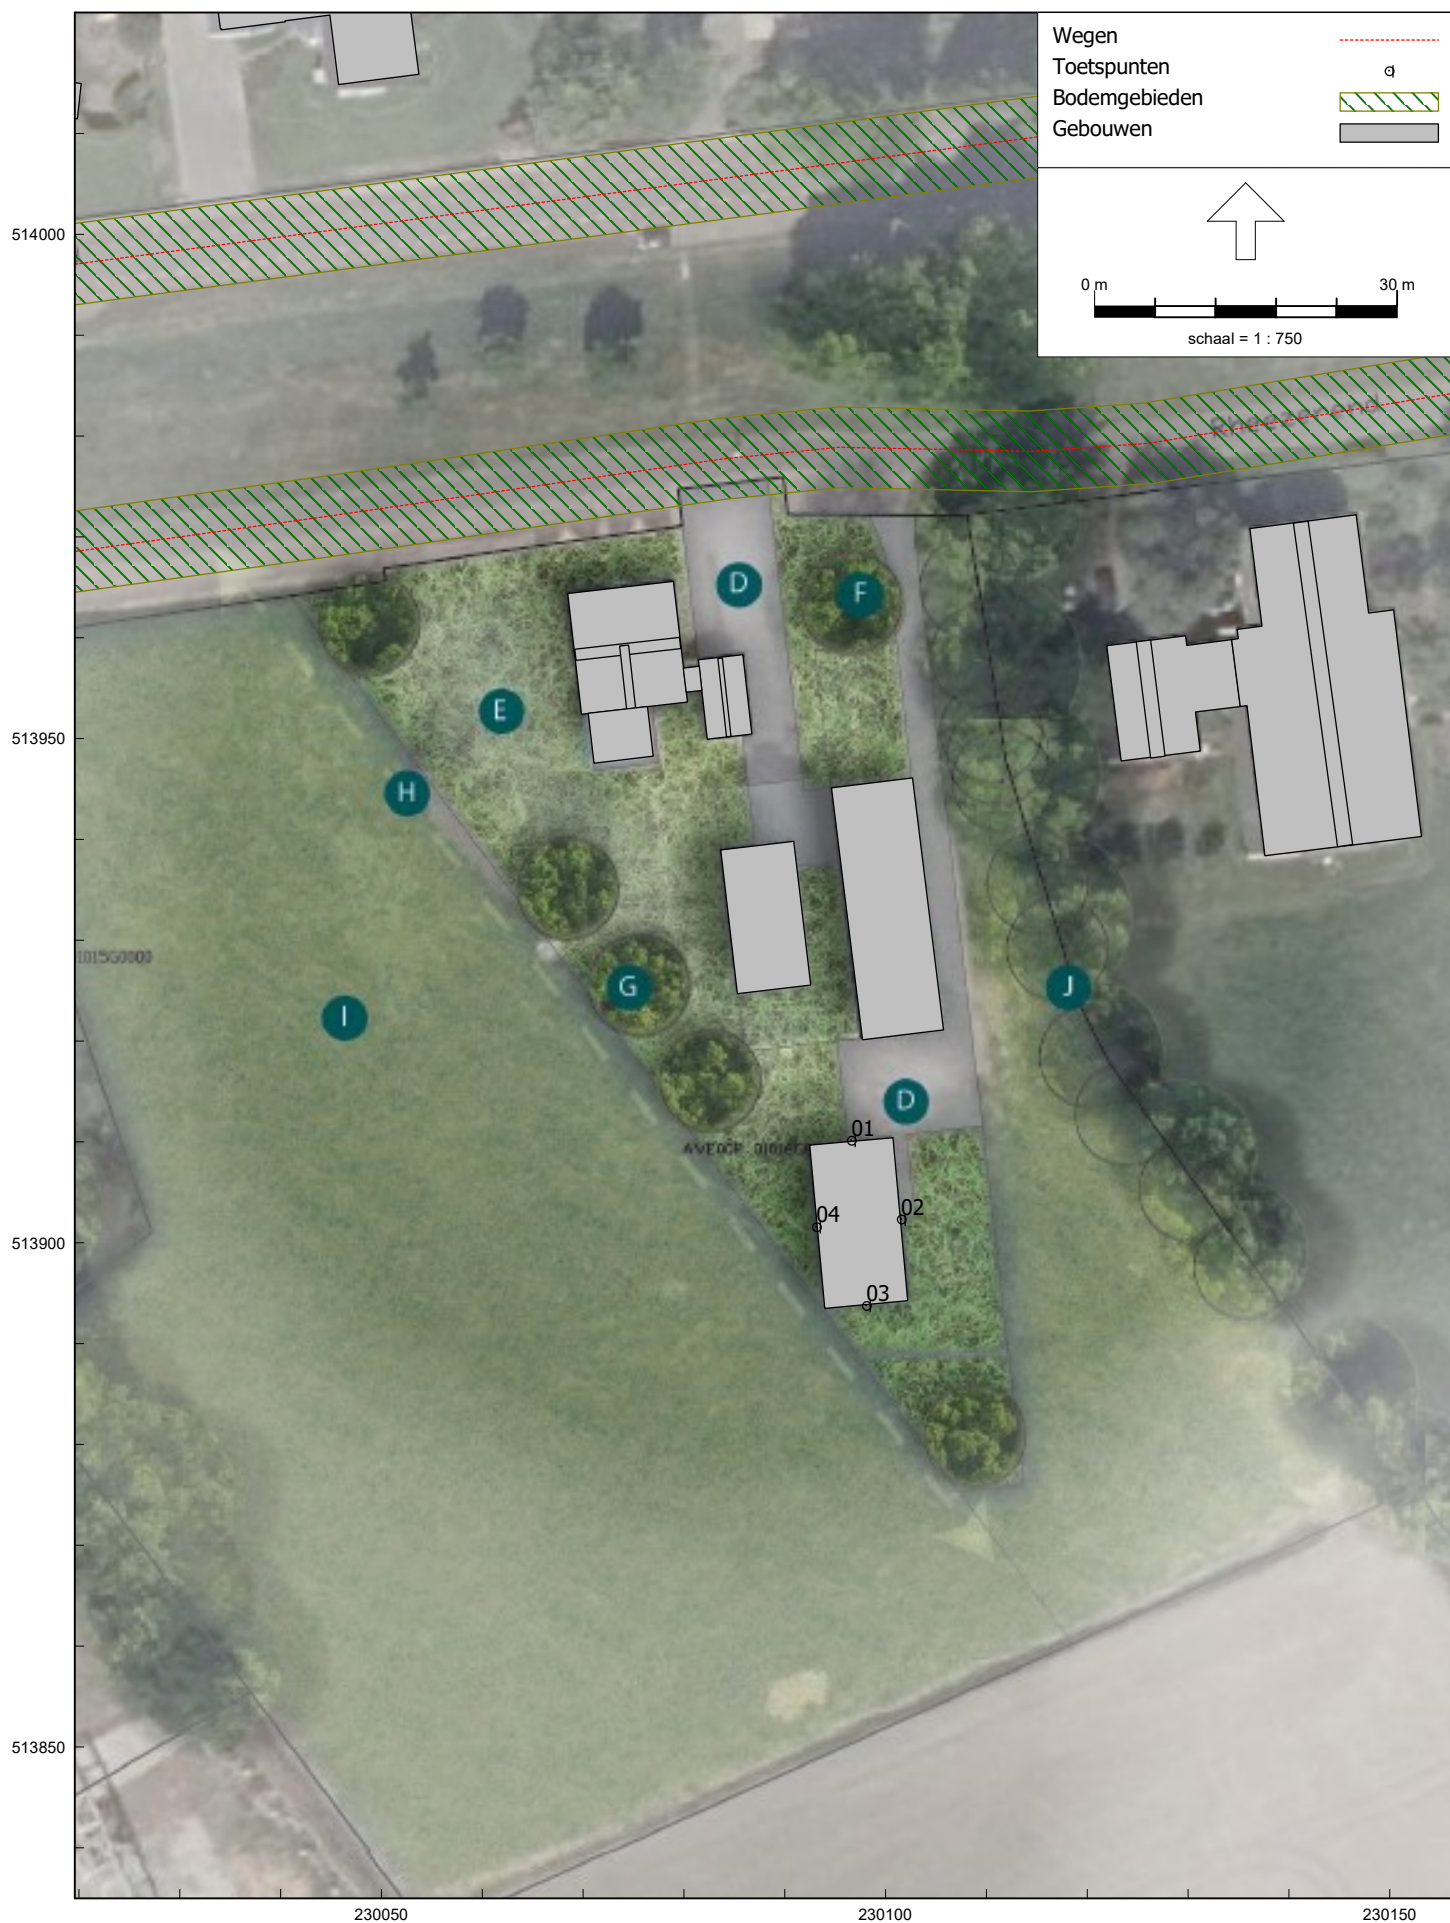 Wegen
Toetspunten
Bodemgebieden
Gebouwen
0 m 30 m
schaal = 1 : 750
514000
D
F
513950
E
H
G
J
I
D
01
02
04
513900
03
513850
230050 230100 230150